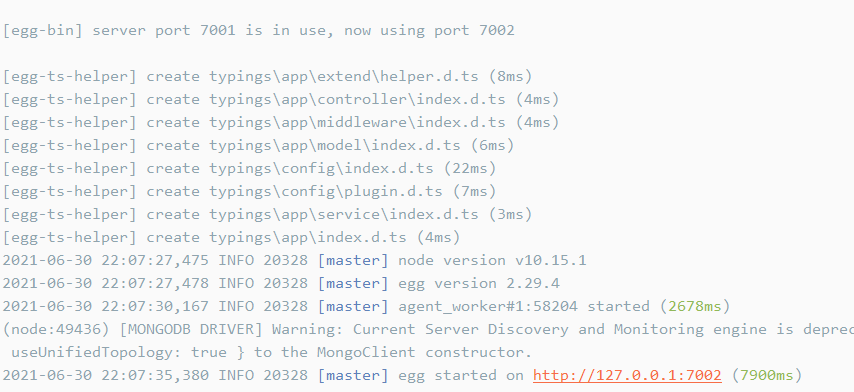 [egg-bin] server port 7001 is in use, now using port 7002
[egg-ts-helper] create typings\app\extend\helper.d.ts (8ms)
[egg-ts-helper] create typings\app\controller\index.d.ts (4ms)
[egg-ts-helper] create typings\app\middleware\index.d.ts (4ms)
[egg-ts-helper] create typings\app\model\index.d.ts (6ms)
[egg-ts-helper] create typings\config\index.d.ts (22ms)
[egg-ts-helper] create typings\config\plugin.d.ts (7ms)
[egg-ts-helper] create typings\app\service\index.d.ts (3ms)
[egg-ts-helper] create typings\app\index.d.ts (4ms)
2021-06-30 22:07:27,475 INFO 20328 [master] node version v10.15.1
2021-06-30 22:07:27,478 INFO 20328 [master] egg version 2.29.4
2021-06-30 22:07:30,167 INFO 20328 [master] agent_worker#1:58204 started (2678ms)
(node:49436) [MONGODB DRIVER] Warning: Current Server Discovery and Monitoring engine is deprec
useUnifiedTopology: true } to the MongoClient constructor.
2021-06-30 22:07:35,380 INFO 20328 [master] egg started on http://127.0.0.1:7002 (7900ms)